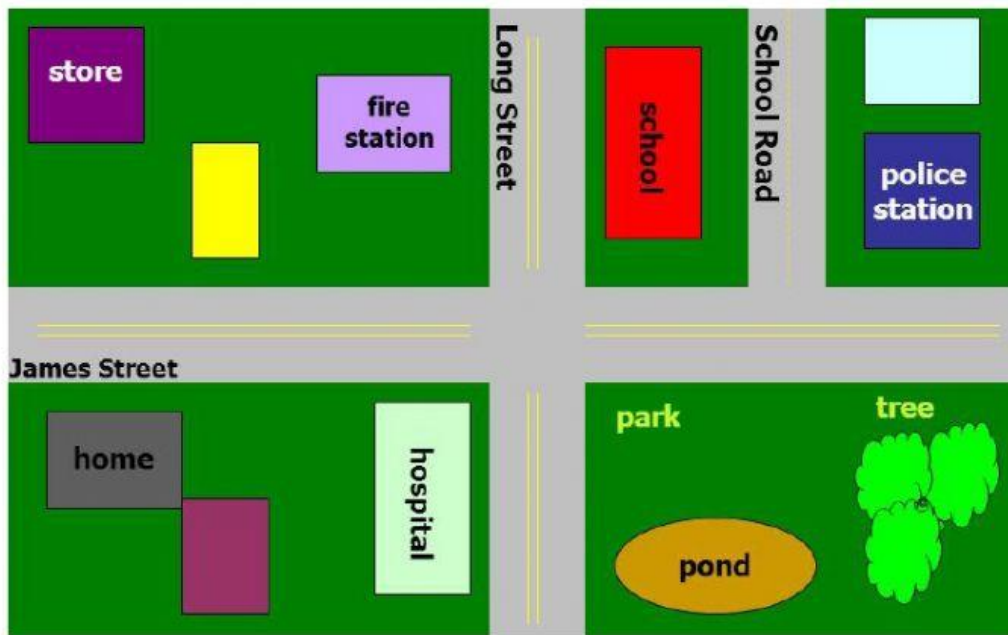 store
fire
station
Long Street
school
School Road
police
station
James Street
home
hospital
park
tree
pond